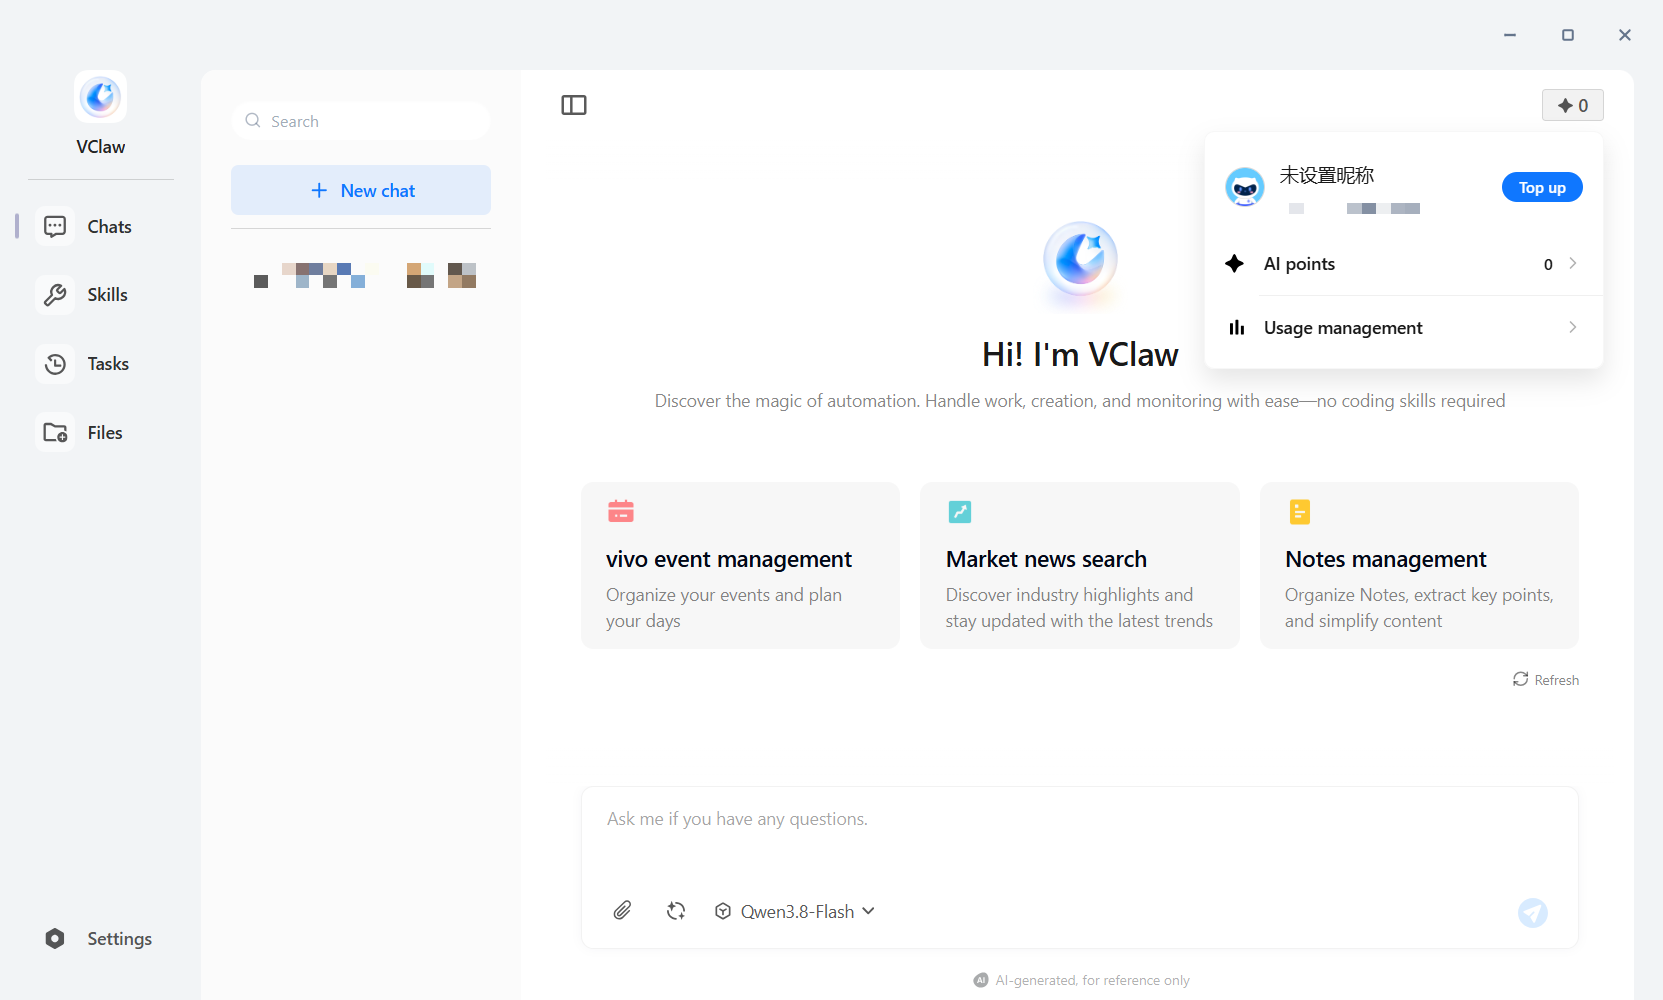 VClaw
Chats
Skills
Tasks
Files
Settings
Search
New chat
0
未设置昵称
Top up
AI points
0
Usage management
Hi! I'm VClaw
Discover the magic of automation. Handle work, creation, and monitoring with ease—no coding skills required
vivo event management
Organize your events and plan
your days
Market news search
Discover industry highlights and
stay updated with the latest trends
Notes management
Organize Notes, extract key points,
and simplify content
Refresh
Ask me if you have any questions.
Qwen3.8-Flash
AI AI-generated, for reference only